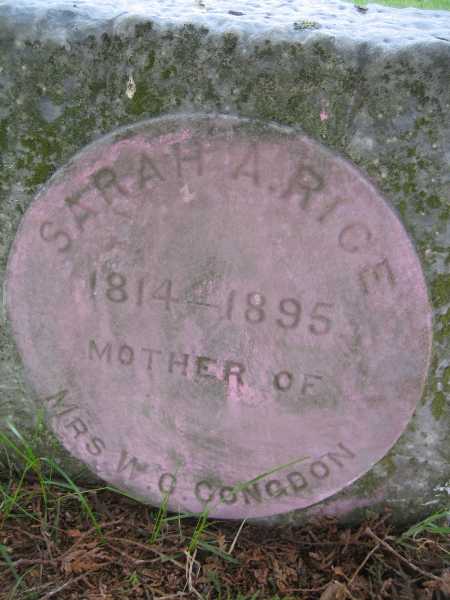 SARAH A. RICE
1814–1895
MOTHER OF
MRS. W. C. CONGDON